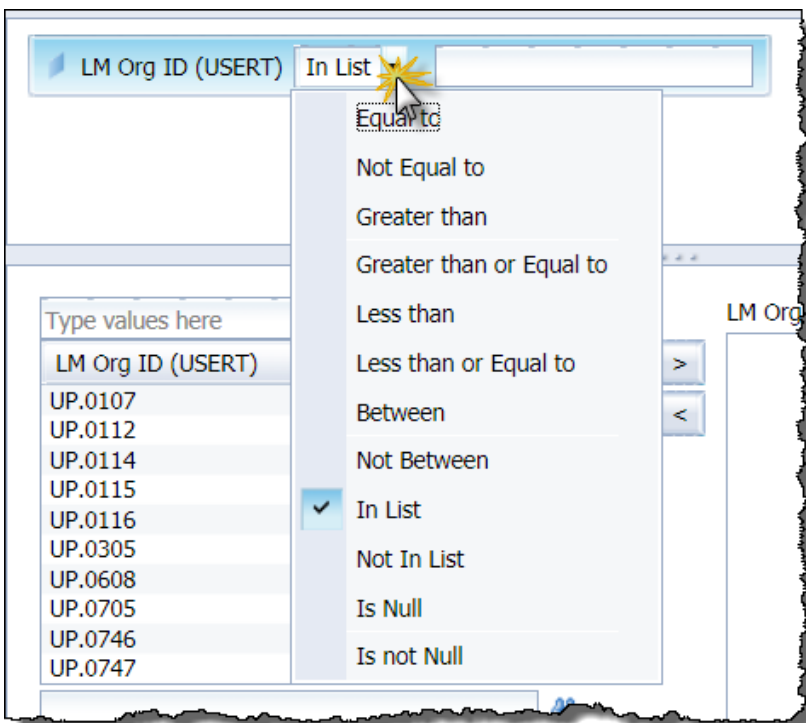 LM Org ID (USERT) In List
Equal to
Not Equal to
Greater than
Greater than or Equal to
Less than
Less than or Equal to
Between
Not Between
In List
Not In List
Is Null
Is not Null
Type values here
LM Org ID (USERT)
UP.0107
UP.0112
UP.0114
UP.0115
UP.0116
UP.0305
UP.0608
UP.0705
UP.0746
UP.0747
>
<
LM Org